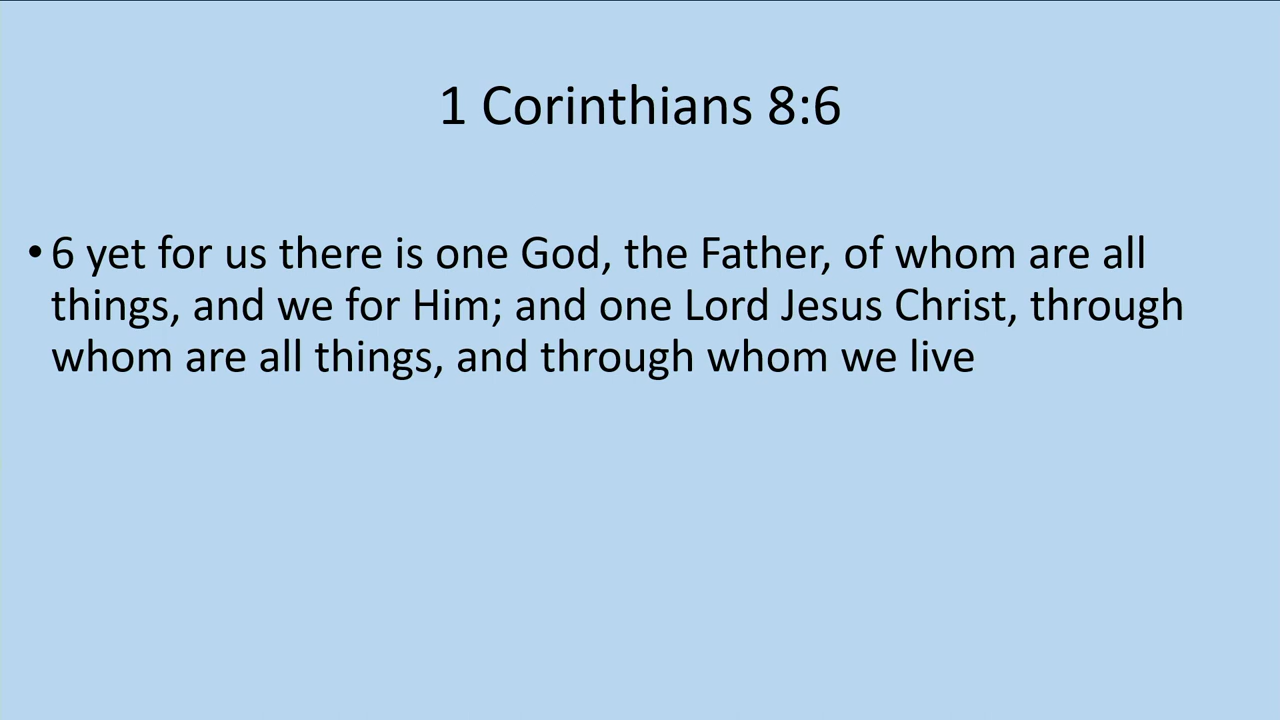 1 Corinthians 8:6
• 6 yet for us there is one God, the Father, of whom are all
things, and we for Him; and one Lord Jesus Christ, through
whom are all things, and through whom we live